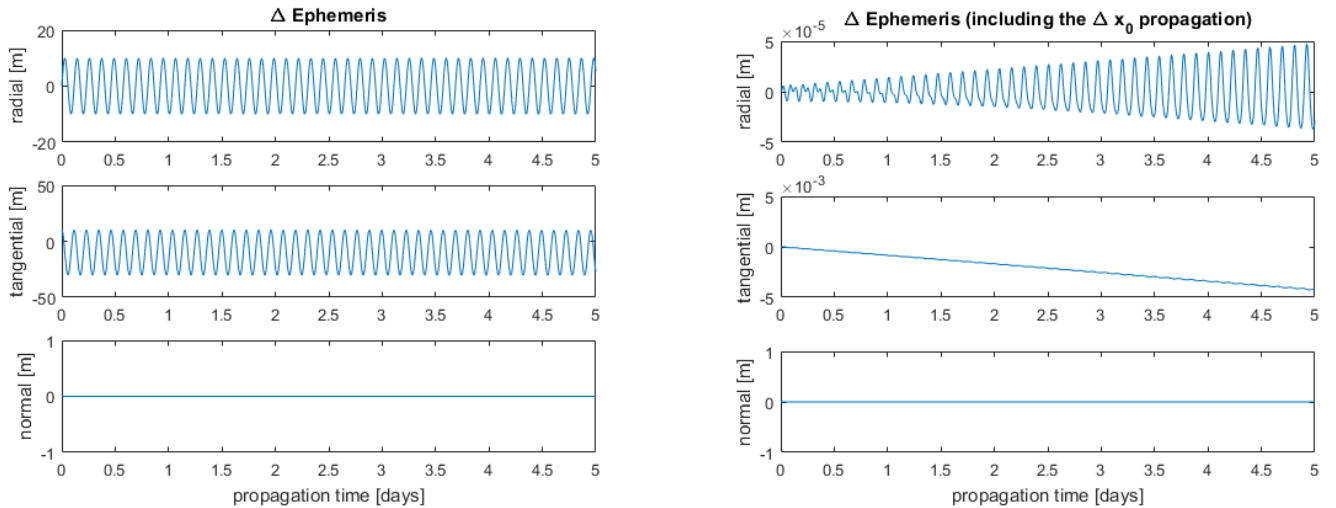 Δ Ephemeris
20
0
-20
radial [m]
0 0.5 1 1.5 2 2.5 3 3.5 4 4.5 5
50
0
-50
tangential [m]
0 0.5 1 1.5 2 2.5 3 3.5 4 4.5 5
1
0
-1
normal [m]
0 0.5 1 1.5 2 2.5 3 3.5 4 4.5 5
propagation time [days]
Δ Ephemeris (including the Δ x₀ propagation)
×10⁻⁵
5
0
-5
radial [m]
0 0.5 1 1.5 2 2.5 3 3.5 4 4.5 5
×10⁻³
5
0
-5
tangential [m]
0 0.5 1 1.5 2 2.5 3 3.5 4 4.5 5
1
0
-1
normal [m]
0 0.5 1 1.5 2 2.5 3 3.5 4 4.5 5
propagation time [days]